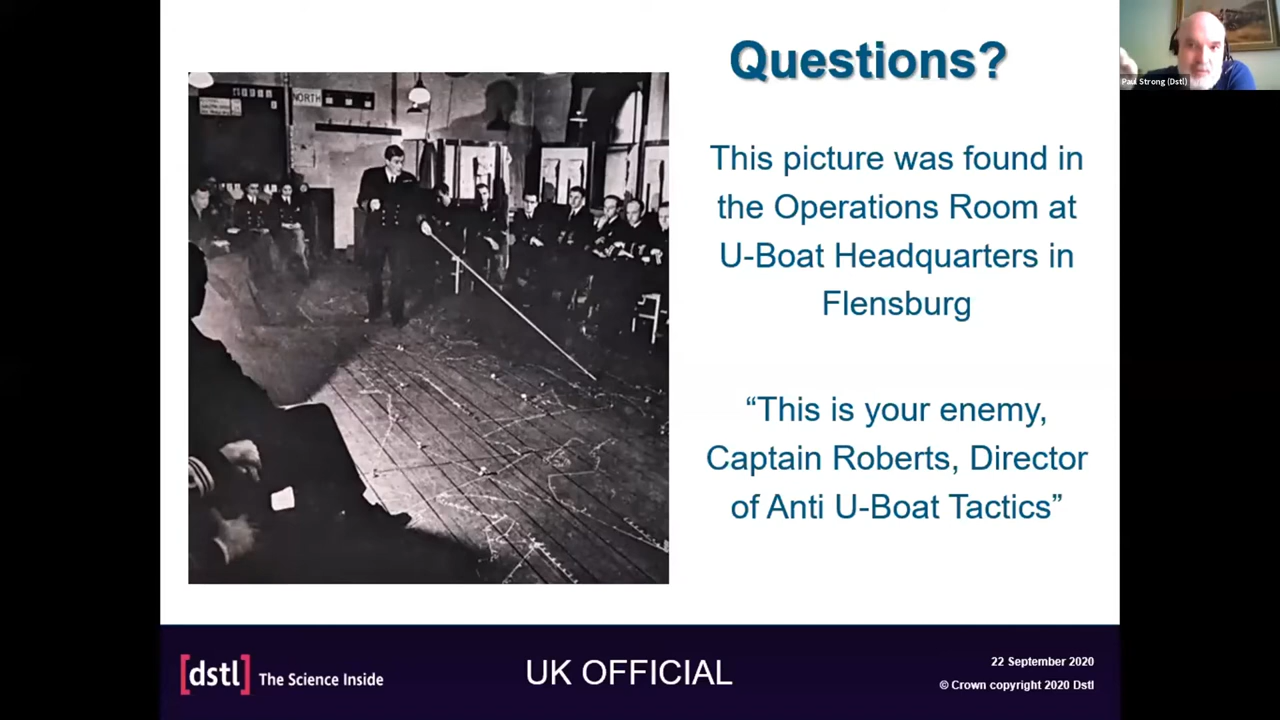 Questions?
This picture was found in
the Operations Room at
U-Boat Headquarters in
Flensburg
“This is your enemy,
Captain Roberts, Director
of Anti U-Boat Tactics”
NORTH
Paul Strong (Dstl)
[dstl] The Science Inside
UK OFFICIAL
22 September 2020
© Crown copyright 2020 Dstl